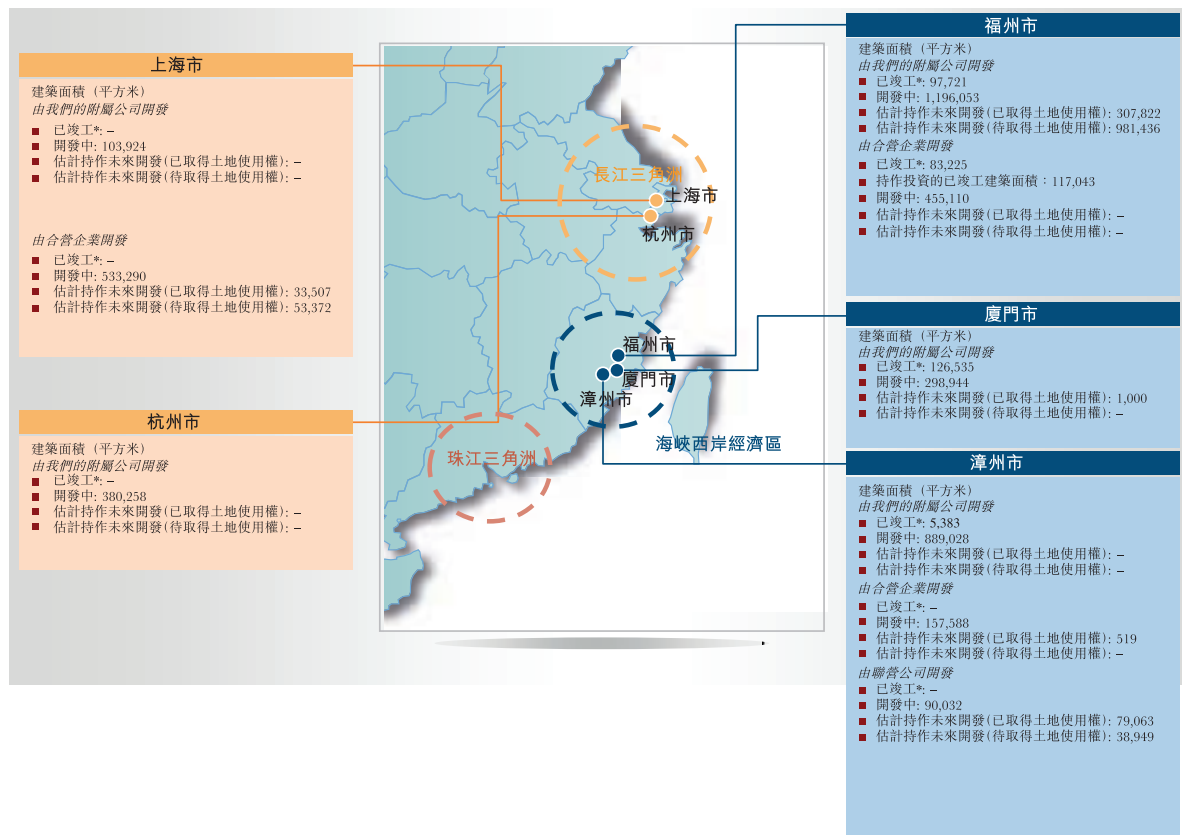 上海市
建築面積（平方米）
由我們的附屬公司開發
已竣工*: –
開發中: 103,924
估計持作未來開發(已取得土地使用權): –
估計持作未來開發(待取得土地使用權): –
由合營企業開發
已竣工*: –
開發中: 533,290
估計持作未來開發(已取得土地使用權): 33,507
估計持作未來開發(待取得土地使用權): 53,372
杭州市
建築面積（平方米）
由我們的附屬公司開發
已竣工*: –
開發中: 380,258
估計持作未來開發(已取得土地使用權): –
估計持作未來開發(待取得土地使用權): –
長江三角洲
上海市
杭州市
福州市
廈門市
漳州市
海峽西岸經濟區
珠江三角洲
福州市
建築面積（平方米）
由我們的附屬公司開發
已竣工*: 97,721
開發中: 1,196,053
估計持作未來開發(已取得土地使用權): 307,822
估計持作未來開發(待取得土地使用權): 981,436
由合營企業開發
已竣工*: 83,225
持作投資的已竣工建築面積：117,043
開發中: 455,110
估計持作未來開發(已取得土地使用權): –
估計持作未來開發(待取得土地使用權): –
廈門市
建築面積（平方米）
由我們的附屬公司開發
已竣工*: 126,535
開發中: 298,944
估計持作未來開發(已取得土地使用權): 1,000
估計持作未來開發(待取得土地使用權): –
漳州市
建築面積（平方米）
由我們的附屬公司開發
已竣工*: 5,383
開發中: 889,028
估計持作未來開發(已取得土地使用權): –
估計持作未來開發(待取得土地使用權): –
由合營企業開發
已竣工*: –
開發中: 157,588
估計持作未來開發(已取得土地使用權): 519
估計持作未來開發(待取得土地使用權): –
由聯營公司開發
已竣工*: –
開發中: 90,032
估計持作未來開發(已取得土地使用權): 79,063
估計持作未來開發(待取得土地使用權): 38,949